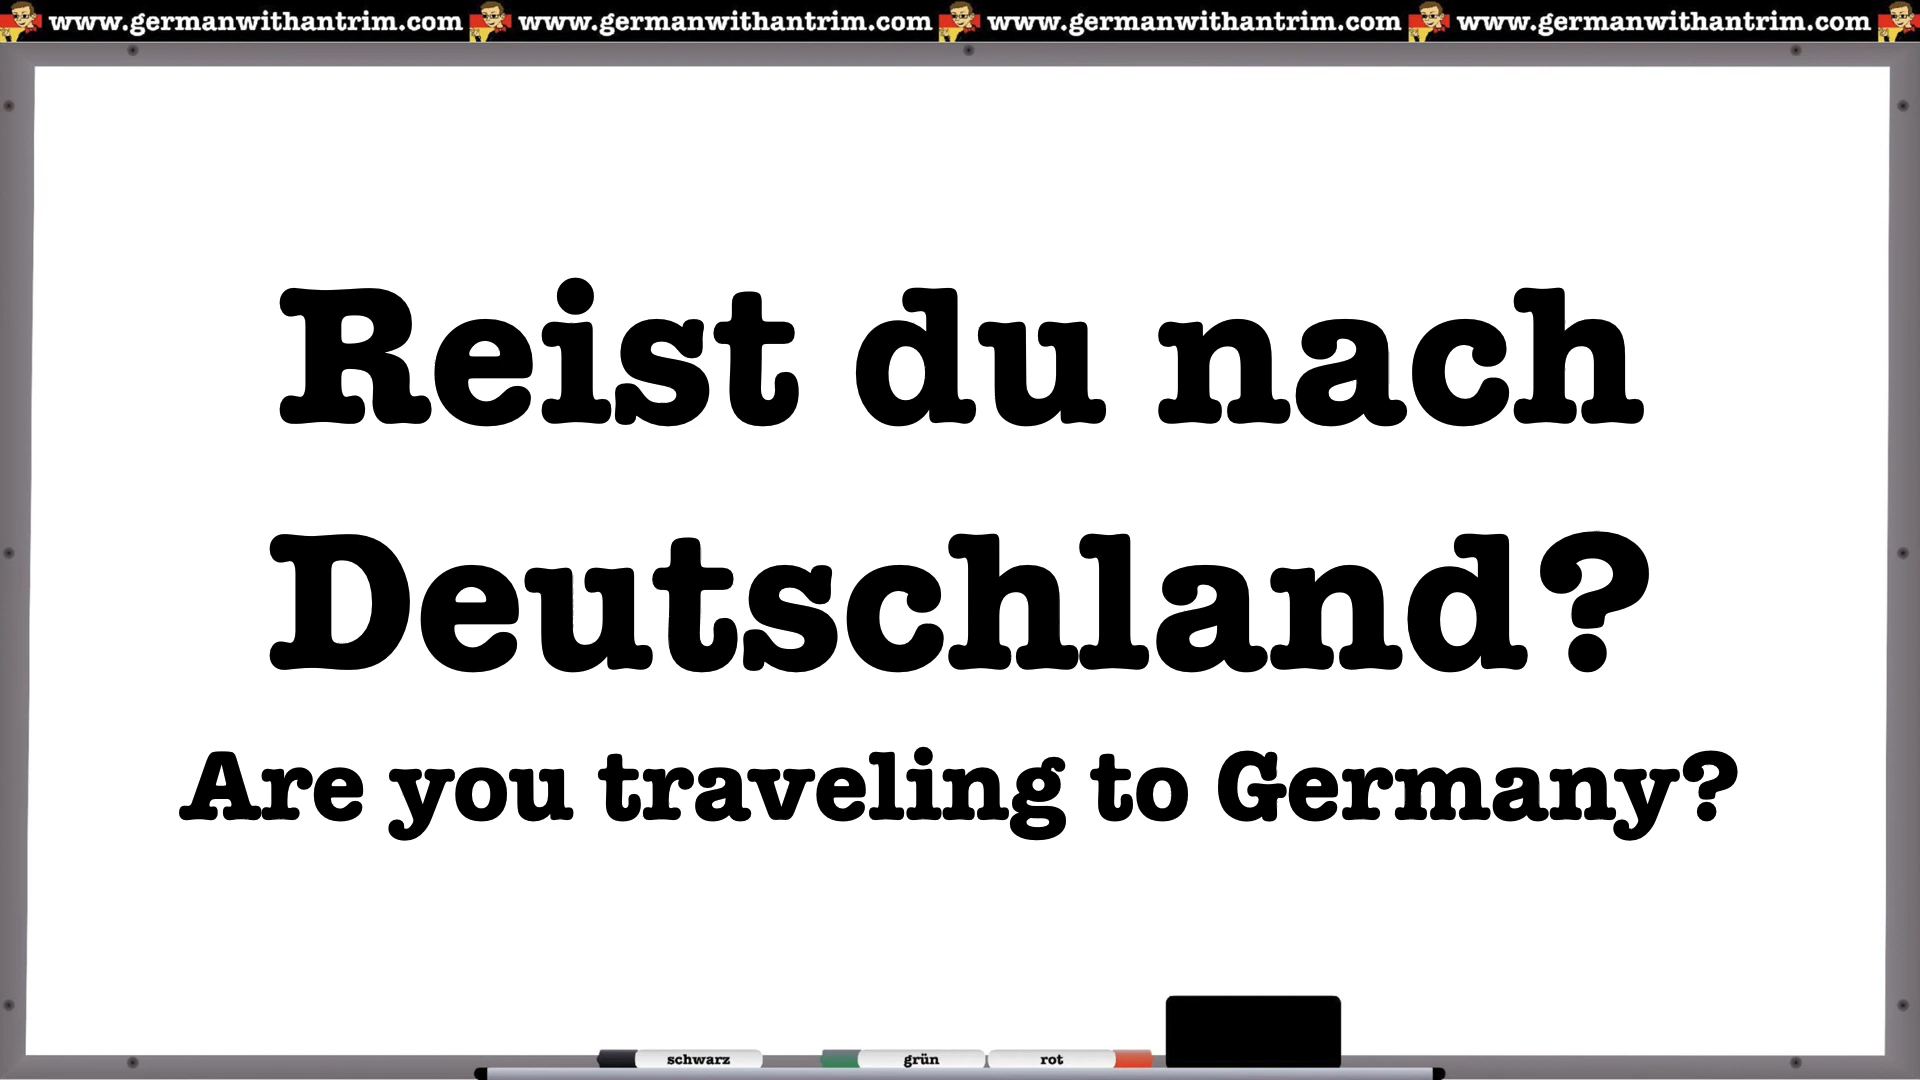 www.germanwithantrim.com www.germanwithantrim.com www.germanwithantrim.com www.germanwithantrim.com
Reist du nach
Deutschland?
Are you traveling to Germany?
schwarz grün rot